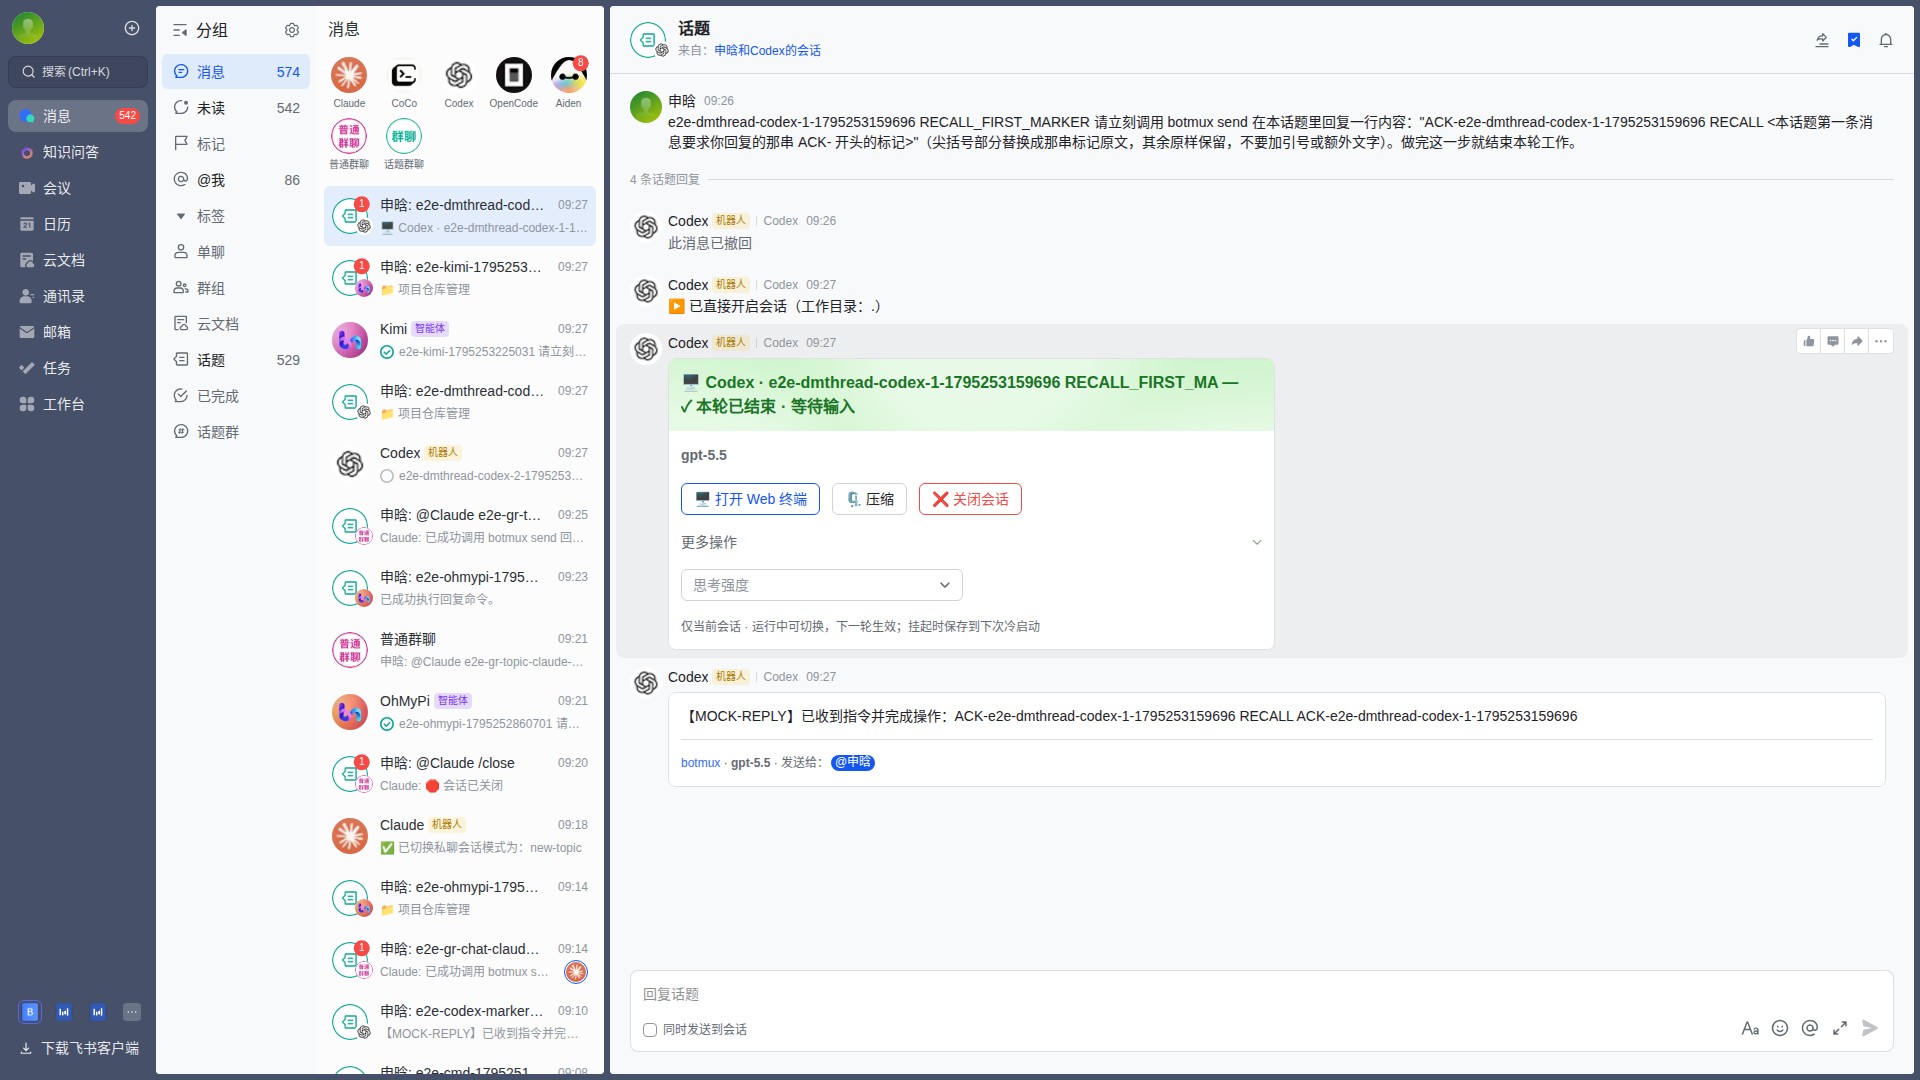 搜索 (Ctrl+K)
消息 542
知识问答
会议
日历
云文档
通讯录
邮箱
任务
工作台
下载飞书客户端
分组
消息 574
未读 542
标记
@我 86
标签
单聊
群组
云文档
话题 529
已完成
话题群
消息
Claude
CoCo
Codex
OpenCode
8
Aiden
普通群聊
普通群聊
群聊
话题群聊
1
申晗: e2e-dmthread-cod... 09:27
🖥️ Codex · e2e-dmthread-codex-1-1...
1
申晗: e2e-kimi-1795253... 09:27
📁 项目仓库管理
Kimi 智能体 09:27
e2e-kimi-1795253225031 请立刻...
申晗: e2e-dmthread-cod... 09:27
📁 项目仓库管理
Codex 机器人 09:27
e2e-dmthread-codex-2-1795253...
申晗: @Claude e2e-gr-t... 09:25
Claude: 已成功调用 botmux send 回...
申晗: e2e-ohmypi-1795... 09:23
已成功执行回复命令。
普通群聊
普通群聊 09:21
申晗: @Claude e2e-gr-topic-claude-...
OhMyPi 智能体 09:21
e2e-ohmypi-1795252860701 请...
1
申晗: @Claude /close 09:20
Claude: 🛑 会话已关闭
Claude 机器人 09:18
✅ 已切换私聊会话模式为：new-topic
申晗: e2e-ohmypi-1795... 09:14
📁 项目仓库管理
1
申晗: e2e-gr-chat-claud... 09:14
Claude: 已成功调用 botmux s...
申晗: e2e-codex-marker... 09:10
【MOCK-REPLY】已收到指令并完...
申晗: e2e-cmd-1795251... 09:08
话题
来自：申晗和Codex的会话
申晗 09:26
e2e-dmthread-codex-1-1795253159696 RECALL_FIRST_MARKER 请立刻调用 botmux send 在本话题里回复一行内容："ACK-e2e-dmthread-codex-1-1795253159696 RECALL <本话题第一条消
息要求你回复的那串 ACK- 开头的标记>"（尖括号部分替换成那串标记原文，其余原样保留，不要加引号或额外文字）。做完这一步就结束本轮工作。
4 条话题回复
Codex 机器人 Codex 09:26
此消息已撤回
Codex 机器人 Codex 09:27
▶️ 已直接开启会话（工作目录：.）
Codex 机器人 Codex 09:27
🖥️ Codex · e2e-dmthread-codex-1-1795253159696 RECALL_FIRST_MA —
✓ 本轮已结束 · 等待输入
gpt-5.5
🖥️ 打开 Web 终端
🗜️ 压缩
❌ 关闭会话
更多操作
思考强度
仅当前会话 · 运行中可切换，下一轮生效；挂起时保存到下次冷启动
Codex 机器人 Codex 09:27
【MOCK-REPLY】已收到指令并完成操作：ACK-e2e-dmthread-codex-1-1795253159696 RECALL ACK-e2e-dmthread-codex-1-1795253159696
botmux · gpt-5.5 · 发送给： @申晗
回复话题
同时发送到会话